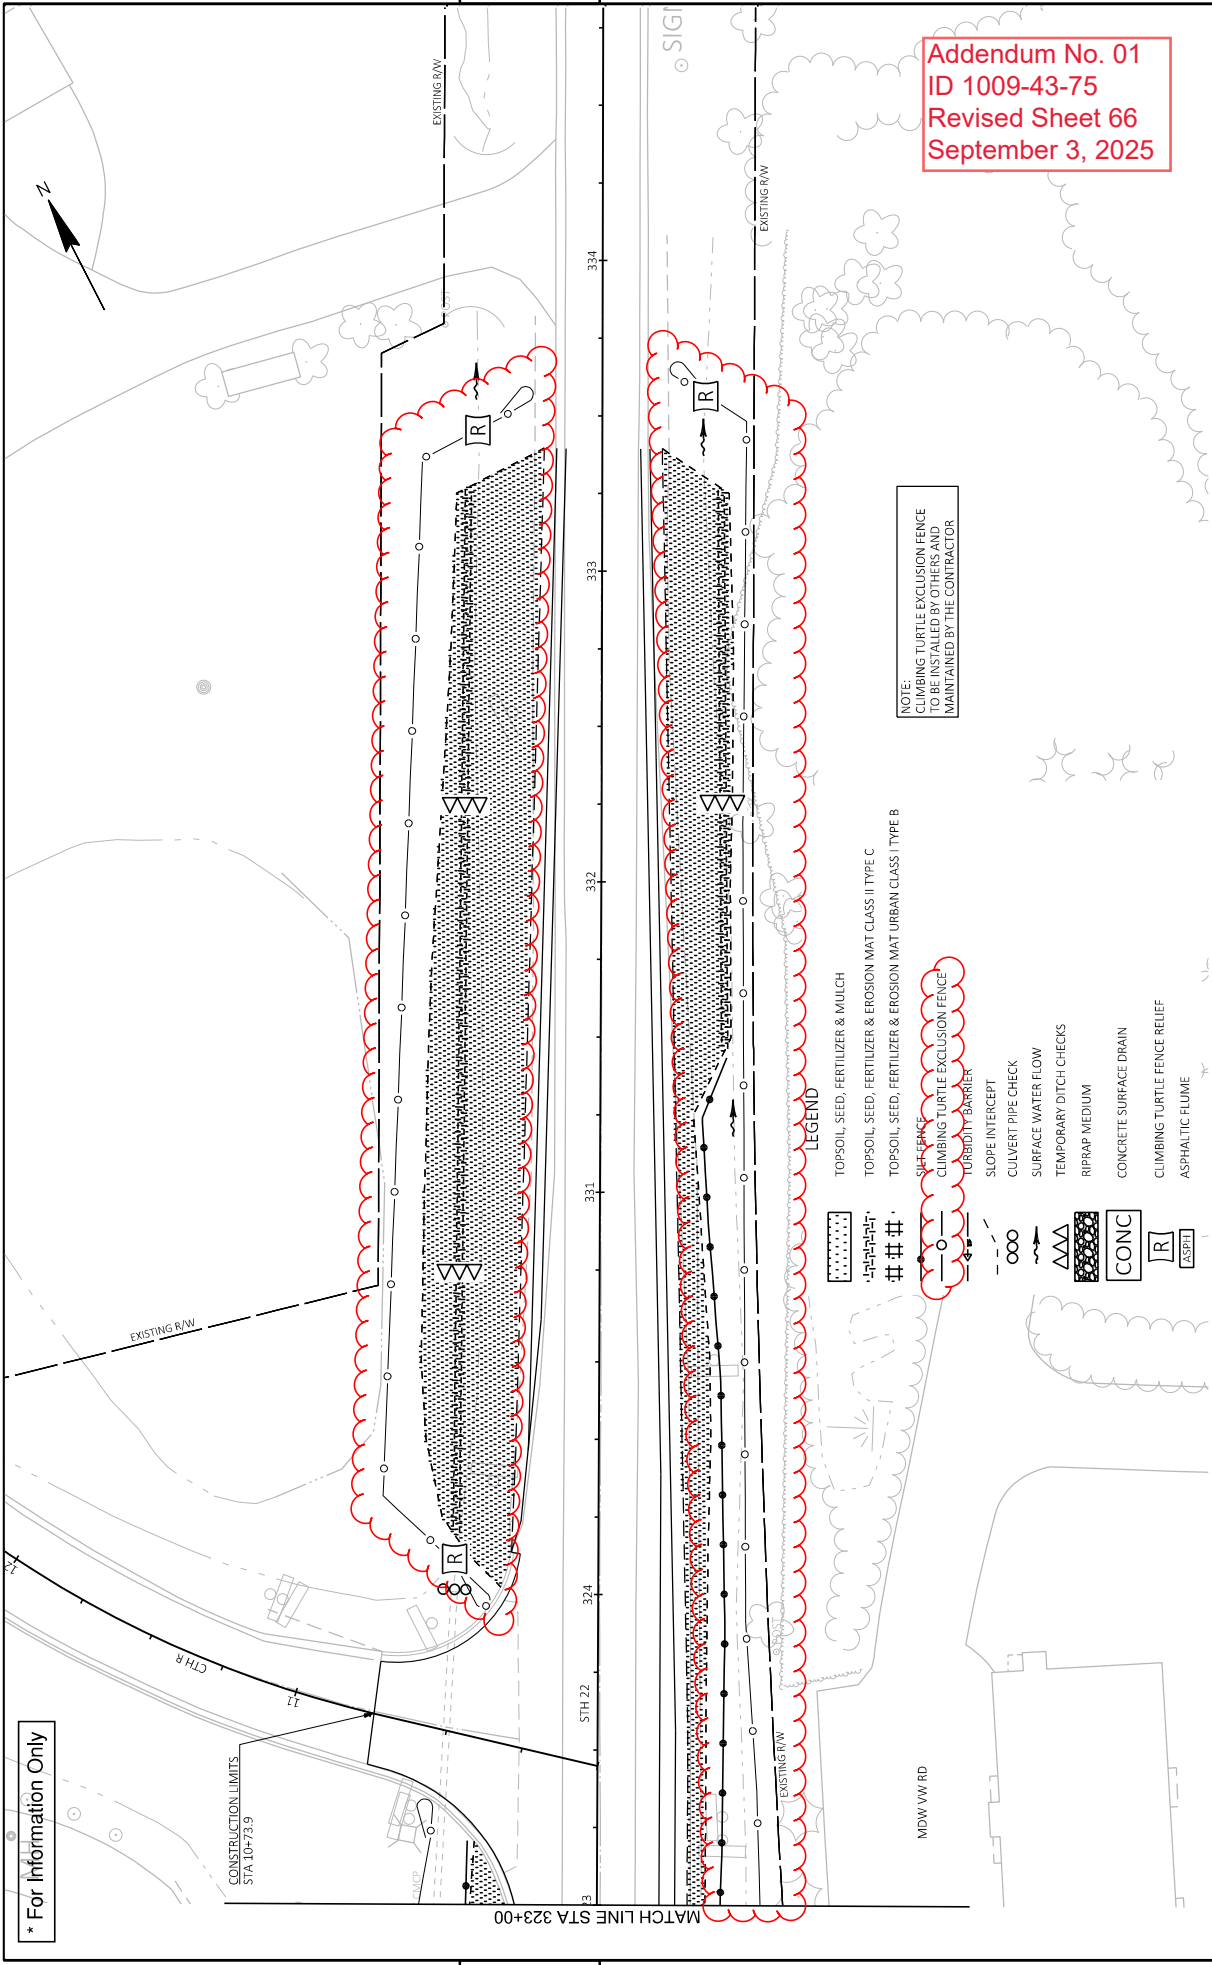 Addendum No. 01
ID 1009-43-75
Revised Sheet 66
September 3, 2025
* For Information Only
CONSTRUCTION LIMITS
STA 10+73.9
CTH R
12
11
EXISTING R/W
EXISTING R/W
EXISTING R/W
EXISTING R/W
N
R
R
R
STH 22
324
331
332
333
334
MATCH LINE STA 323+00
MDW VW RD
CMCP
NOTE:
CLIMBING TURTLE EXCLUSION FENCE
TO BE INSTALLED BY OTHERS AND
MAINTAINED BY THE CONTRACTOR
LEGEND
TOPSOIL, SEED, FERTILIZER & MULCH
TOPSOIL, SEED, FERTILIZER & EROSION MAT CLASS II TYPE C
TOPSOIL, SEED, FERTILIZER & EROSION MAT URBAN CLASS I TYPE B
SILT FENCE
CLIMBING TURTLE EXCLUSION FENCE
TURBIDITY BARRIER
SLOPE INTERCEPT
CULVERT PIPE CHECK
SURFACE WATER FLOW
TEMPORARY DITCH CHECKS
RIPRAP MEDIUM
CONC CONCRETE SURFACE DRAIN
R CLIMBING TURTLE FENCE RELIEF
ASPH ASPHALTIC FLUME